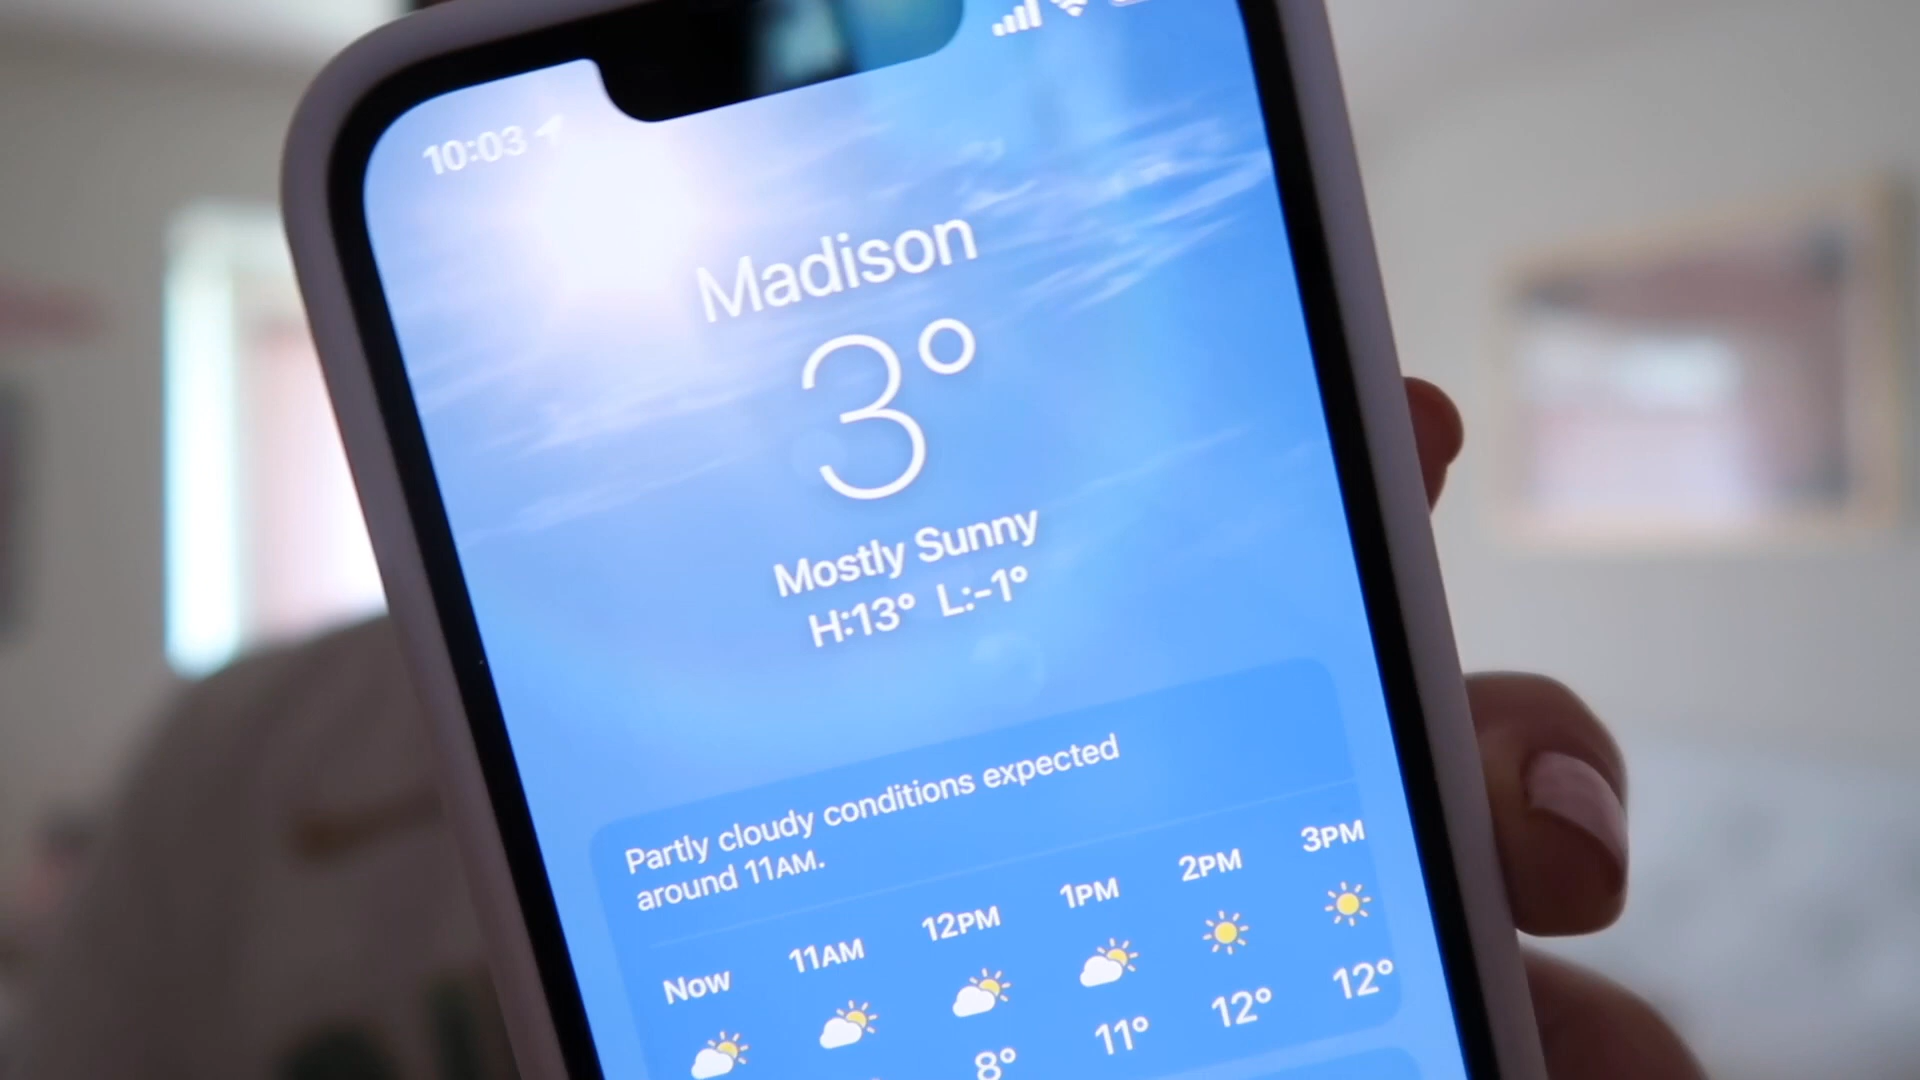 10:03
Madison
3°
Mostly Sunny
H:13° L:-1°
Partly cloudy conditions expected
around 11AM.
Now 11AM 12PM 1PM 2PM 3PM
8° 11° 12° 12°